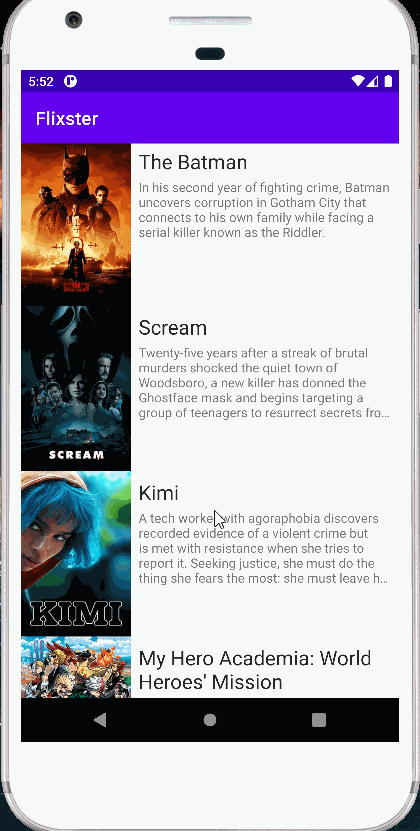 5:52
Flixster
The Batman
In his second year of fighting crime, Batman
uncovers corruption in Gotham City that
connects to his own family while facing a
serial killer known as the Riddler.
BATMAN
Scream
Twenty-five years after a streak of brutal
murders shocked the quiet town of
Woodsboro, a new killer has donned the
Ghostface mask and begins targeting a
group of teenagers to resurrect secrets fro...
SCREAM
Kimi
A tech worker with agoraphobia discovers
recorded evidence of a violent crime but
is met with resistance when she tries to
report it. Seeking justice, she must do the
thing she fears the most: she must leave h...
KIMI
My Hero Academia: World
Heroes' Mission